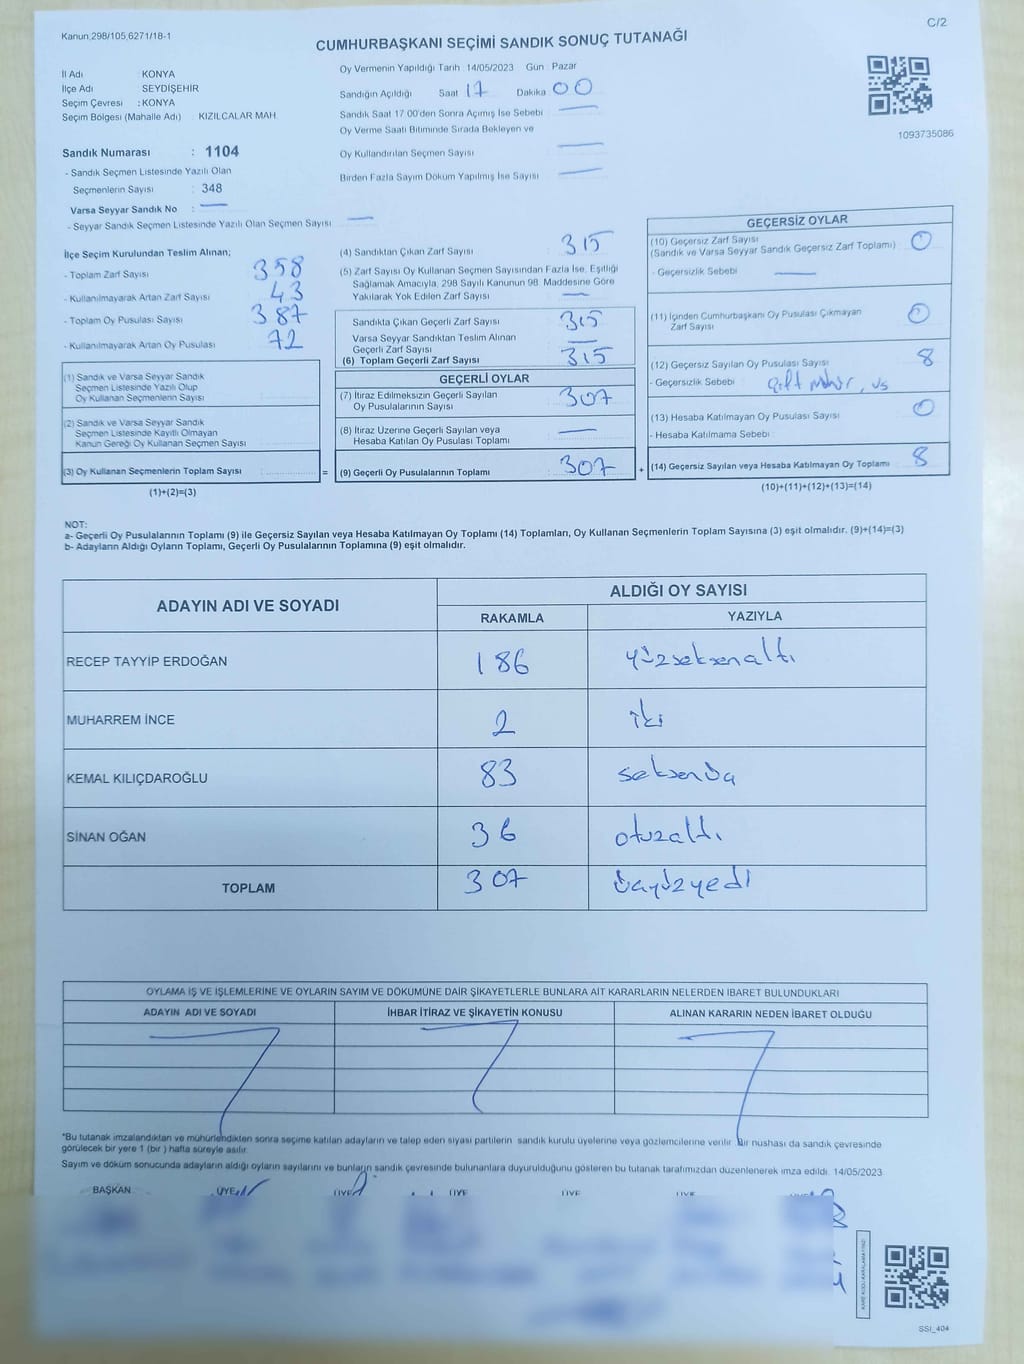 Kanun,298/105,6271/18-1
C/2
CUMHURBAŞKANI SEÇİMİ SANDIK SONUÇ TUTANAĞI
İl Adı KONYA
İlçe Adı SEYDİŞEHİR
Seçim Çevresi : KONYA
Seçim Bölgesi (Mahalle Adı) : KIZILCALAR MAH.
Sandık Numarası : 1104
- Sandık Seçmen Listesinde Yazılı Olan
Seçmenlerin Sayısı : 348
Varsa Seyyar Sandık No :
- Seyyar Sandık Seçmen Listesinde Yazılı Olan Seçmen Sayısı
Oy Vermenin Yapıldığı Tarih : 14/05/2023 Gün : Pazar
Sandığın Açıldığı Saat 17 Dakika 00
Sandık Saat 17.00'den Sonra Açımış İse Sebebi
Oy Verme Saati Bitiminde Sırada Bekleyen ve
Oy Kullandırılan Seçmen Sayısı
Birden Fazla Sayım Döküm Yapılmış İse Sayısı
1093735086
İlçe Seçim Kurulundan Teslim Alınan;
- Toplam Zarf Sayısı 358
- Kullanılmayarak Artan Zarf Sayısı 43
- Toplam Oy Pusulası Sayısı 387
- Kullanılmayarak Artan Oy Pusulası 72
(1) Sandık ve Varsa Seyyar Sandık
Seçmen Listesinde Yazılı Olup
Oy Kullanan Seçmenlerin Sayısı
(2) Sandık ve Varsa Seyyar Sandık
Seçmen Listesinde Kayıtlı Olmayan
Kanun Gereği Oy Kullanan Seçmen Sayısı
(3) Oy Kullanan Seçmenlerin Toplam Sayısı =
(1)+(2)=(3)
(4) Sandıktan Çıkan Zarf Sayısı 315
(5) Zarf Sayısı Oy Kullanan Seçmen Sayısından Fazla İse, Eşitliği
Sağlamak Amacıyla, 298 Sayılı Kanunun 98. Maddesine Göre
Yakılarak Yok Edilen Zarf Sayısı
Sandıkta Çıkan Geçerli Zarf Sayısı 315
Varsa Seyyar Sandıktan Teslim Alınan
Geçerli Zarf Sayısı
(6) Toplam Geçerli Zarf Sayısı 315
GEÇERLİ OYLAR
(7) İtiraz Edilmeksizin Geçerli Sayılan
Oy Pusulalarının Sayısı 307
(8) İtiraz Üzerine Geçerli Sayılan veya
Hesaba Katılan Oy Pusulası Toplamı
(9) Geçerli Oy Pusulalarının Toplamı 307 +
GEÇERSİZ OYLAR
(10) Geçersiz Zarf Sayısı 0
(Sandık ve Varsa Seyyar Sandık Geçersiz Zarf Toplamı)
- Geçersizlik Sebebi
(11) İçinden Cumhurbaşkanı Oy Pusulası Çıkmayan
Zarf Sayısı 0
(12) Geçersiz Sayılan Oy Pusulası Sayısı 8
- Geçersizlik Sebebi çift mühür, vs
(13) Hesaba Katılmayan Oy Pusulası Sayısı 0
- Hesaba Katılmama Sebebi
(14) Geçersiz Sayılan veya Hesaba Katılmayan Oy Toplamı 8
(10)+(11)+(12)+(13)=(14)
NOT:
a- Geçerli Oy Pusulalarının Toplamı (9) ile Geçersiz Sayılan veya Hesaba Katılmayan Oy Toplamı (14) Toplamları, Oy Kullanan Seçmenlerin Toplam Sayısına (3) eşit olmalıdır. (9)+(14)=(3)
b- Adayların Aldığı Oyların Toplamı, Geçerli Oy Pusulalarının Toplamına (9) eşit olmalıdır.
ADAYIN ADI VE SOYADI
ALDIĞI OY SAYISI
RAKAMLA YAZIYLA
RECEP TAYYİP ERDOĞAN 186 yüzseksenaltı
MUHARREM İNCE 2 iki
KEMAL KILIÇDAROĞLU 83 seksenüç
SİNAN OĞAN 36 otuzaltı
TOPLAM 307 üçyüzyedi
OYLAMA İŞ VE İŞLEMLERİNE VE OYLARIN SAYIM VE DÖKÜMÜNE DAİR ŞİKAYETLERLE BUNLARA AİT KARARLARIN NELERDEN İBARET BULUNDUKLARI
ADAYIN ADI VE SOYADI İHBAR İTİRAZ VE ŞİKAYETİN KONUSU ALINAN KARARIN NEDEN İBARET OLDUĞU
*Bu tutanak imzalandıktan ve mühürlendikten sonra seçime katılan adayların ve talep eden siyasi partilerin sandık kurulu üyelerine veya gözlemcilerine verilir. Bir nüshası da sandık çevresinde
görülecek bir yere 1 (bir ) hafta süreyle asılır.
Sayım ve döküm sonucunda adayların aldığı oyların sayılarını ve bunların sandık çevresinde bulunanlara duyurulduğunu gösteren bu tutanak tarafımızdan düzenlenerek imza edildi. 14/05/2023
BAŞKAN ÜYE ÜYE ÜYE ÜYE ÜYE ÜYE
KARE KODU KARALAMAYINIZ!
SSI_404